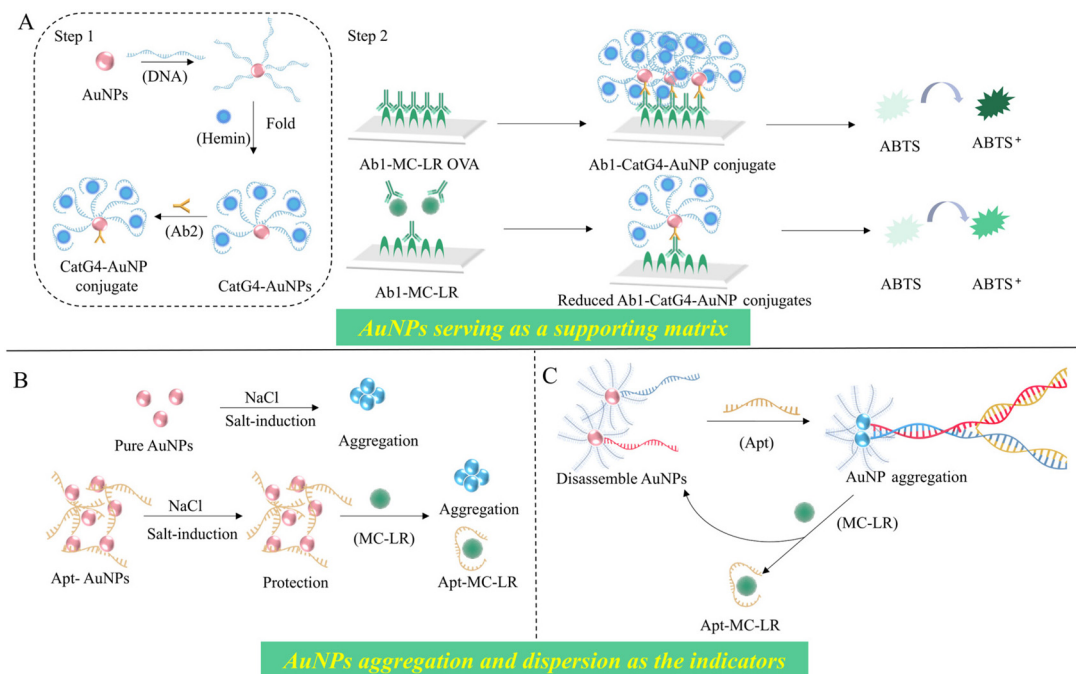 A
Step 1
AuNPs
(DNA)
(Hemin)
Fold
(Ab2)
CatG4-AuNP
conjugate
CatG4-AuNPs
Step 2
Ab1-MC-LR OVA
Ab1-CatG4-AuNP conjugate
ABTS
ABTS+
Ab1-MC-LR
Reduced Ab1-CatG4-AuNP conjugates
ABTS
ABTS+
AuNPs serving as a supporting matrix
B
Pure AuNPs
NaCl
Salt-induction
Aggregation
Apt- AuNPs
NaCl
Salt-induction
Protection
(MC-LR)
Aggregation
Apt-MC-LR
C
Disassemble AuNPs
(Apt)
AuNP aggregation
(MC-LR)
Apt-MC-LR
AuNPs aggregation and dispersion as the indicators